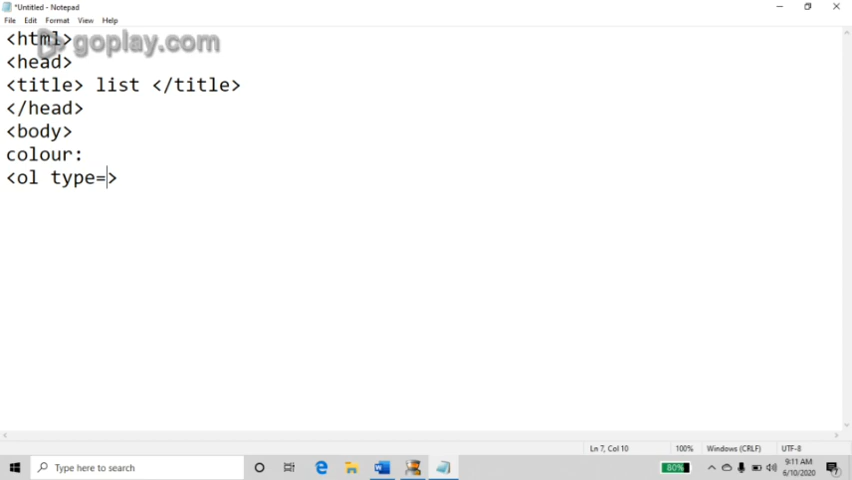 *Untitled - Notepad
File Edit Format View Help
goplay.com
<html>
<head>
<title> list </title>
</head>
<body>
colour:
<ol type=>
Ln 7, Col 10 100% Windows (CRLF) UTF-8
Type here to search
80%
9:11 AM
6/10/2020